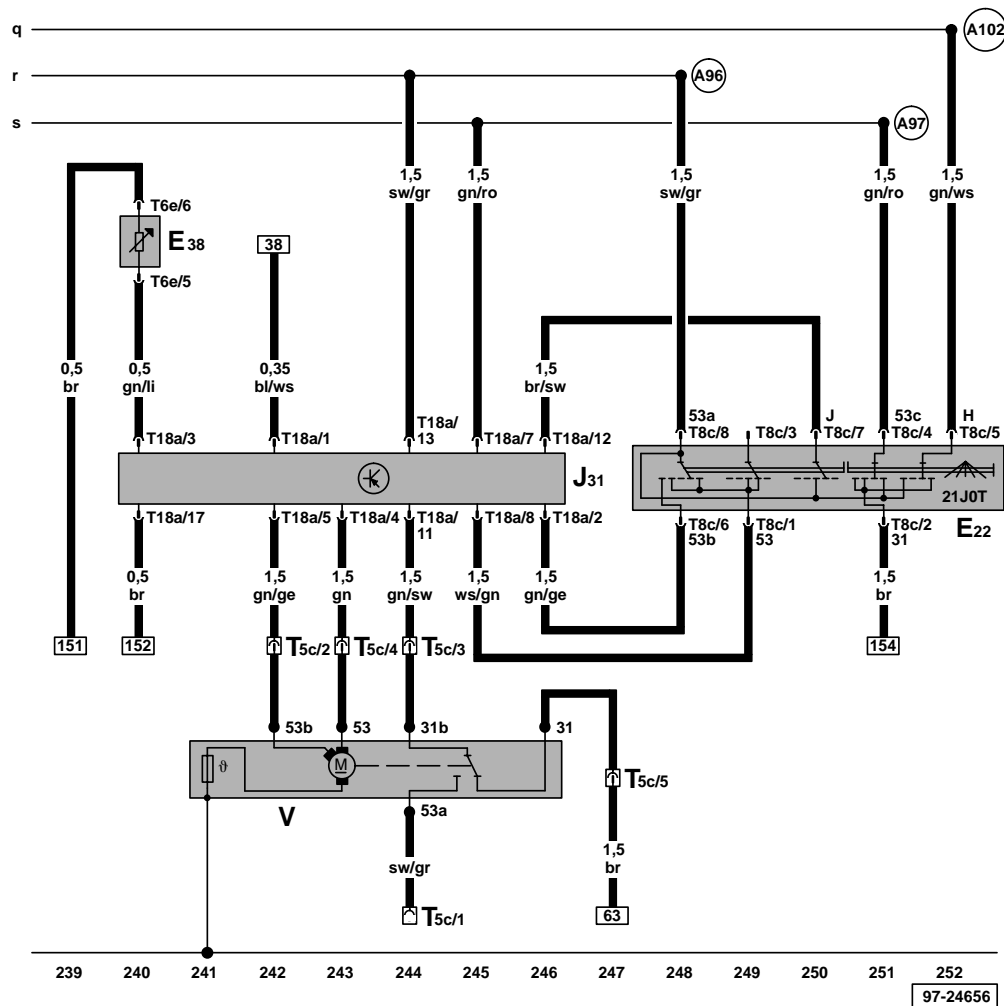 q
A102
r
A96
s
A97
1,5 1,5 1,5 1,5 1,5
sw/gr gn/ro sw/gr gn/ro gn/ws
T6e/6
E38
38
T6e/5
0,5 0,5 0,35 1,5
br gn/li bl/ws br/sw
53a J 53c H
T18a/3 T18a/1 T18a/13 T18a/7 T18a/12 T8c/8 T8c/3 T8c/7 T8c/4 T8c/5
J31
21J0T
E22
T18a/17 T18a/5 T18a/4 T18a/11 T18a/8 T18a/2 T8c/6 T8c/1 T8c/2
53b 53 31
0,5 1,5 1,5 1,5 1,5 1,5 1,5
br gn/ge gn gn/sw ws/gn gn/ge br
151 152 T5c/2 T5c/4 T5c/3 154
53b 53 31b 31
ϑ M
T5c/5
V
53a
sw/gr
1,5
br
T5c/1
63
239 240 241 242 243 244 245 246 247 248 249 250 251 252
97-24656